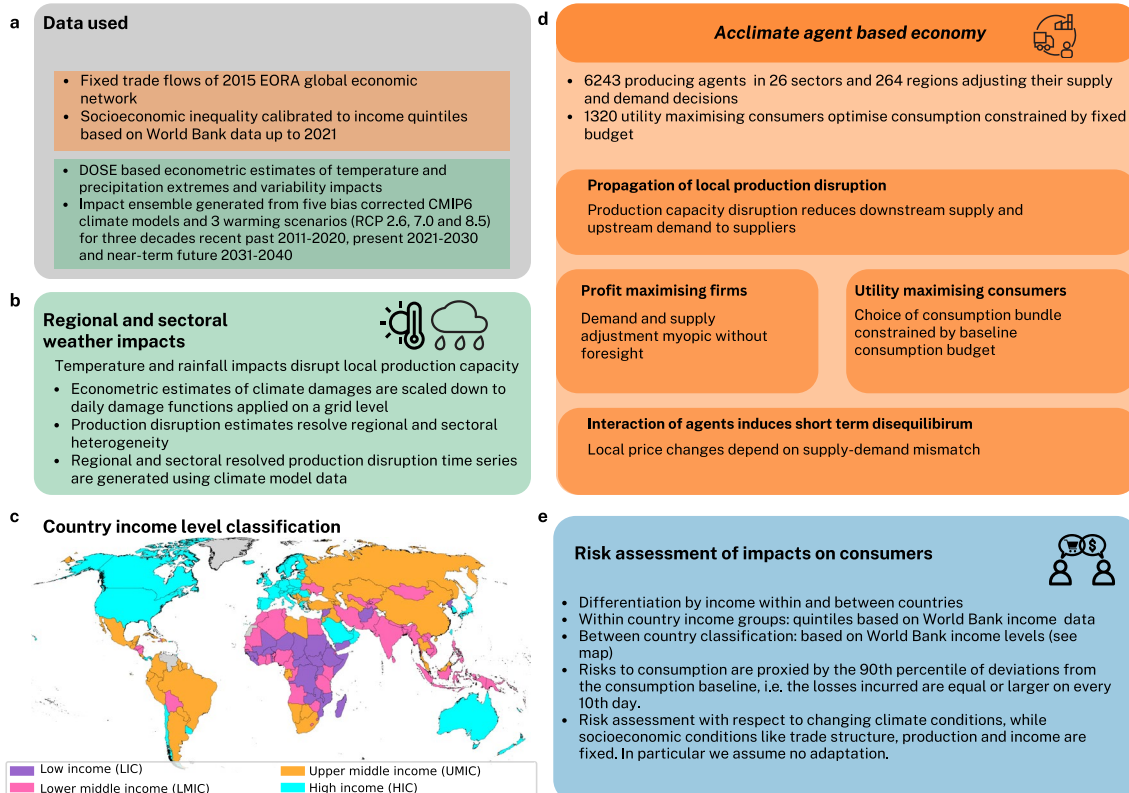 a
Data used
• Fixed trade flows of 2015 EORA global economic
network
• Socioeconomic inequality calibrated to income quintiles
based on World Bank data up to 2021
• DOSE based econometric estimates of temperature and
precipitation extremes and variability impacts
• Impact ensemble generated from five bias corrected CMIP6
climate models and 3 warming scenarios (RCP 2.6, 7.0 and 8.5)
for three decades recent past 2011-2020, present 2021-2030
and near-term future 2031-2040
b
Regional and sectoral
weather impacts
Temperature and rainfall impacts disrupt local production capacity
• Econometric estimates of climate damages are scaled down to
daily damage functions applied on a grid level
• Production disruption estimates resolve regional and sectoral
heterogeneity
• Regional and sectoral resolved production disruption time series
are generated using climate model data
c
Country income level classification
Low income (LIC)
Lower middle income (LMIC)
Upper middle income (UMIC)
High income (HIC)
d
Acclimate agent based economy
• 6243 producing agents in 26 sectors and 264 regions adjusting their supply
and demand decisions
• 1320 utility maximising consumers optimise consumption constrained by fixed
budget
Propagation of local production disruption
Production capacity disruption reduces downstream supply and
upstream demand to suppliers
Profit maximising firms
Demand and supply
adjustment myopic without
foresight
Utility maximising consumers
Choice of consumption bundle
constrained by baseline
consumption budget
Interaction of agents induces short term disequilibirum
Local price changes depend on supply-demand mismatch
e
Risk assessment of impacts on consumers
$
• Differentiation by income within and between countries
• Within country income groups: quintiles based on World Bank income data
• Between country classification: based on World Bank income levels (see
map)
• Risks to consumption are proxied by the 90th percentile of deviations from
the consumption baseline, i.e. the losses incurred are equal or larger on every
10th day.
• Risk assessment with respect to changing climate conditions, while
socioeconomic conditions like trade structure, production and income are
fixed. In particular we assume no adaptation.